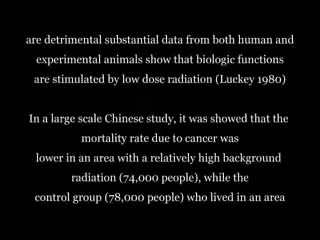 are detrimental substantial data from both human and
experimental animals show that biologic functions
are stimulated by low dose radiation (Luckey 1980)
In a large scale Chinese study, it was showed that the
mortality rate due to cancer was
lower in an area with a relatively high background
radiation (74,000 people), while the
control group (78,000 people) who lived in an area